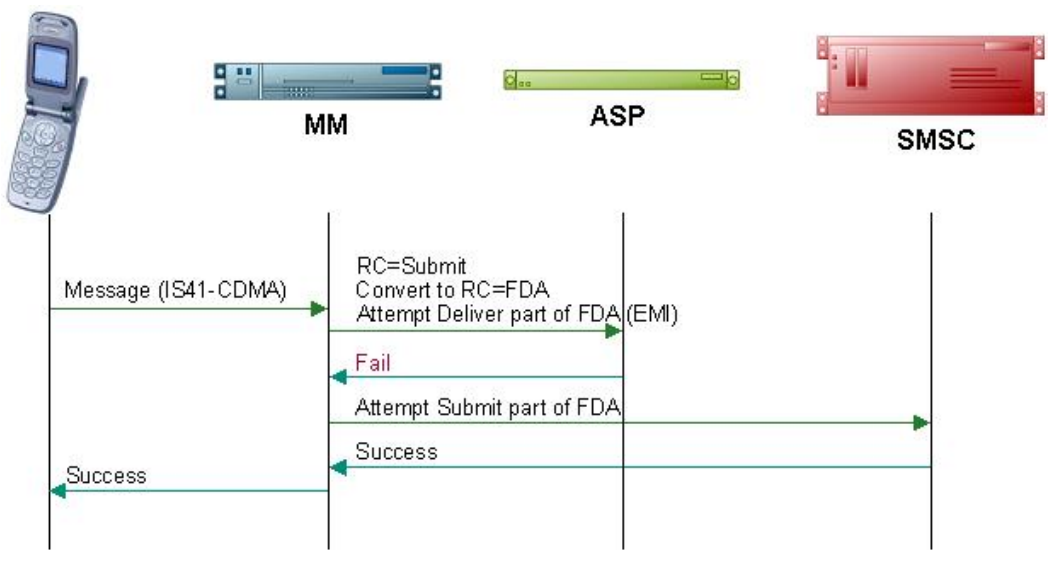 MM
ASP
SMSC
Message (IS41-CDMA)
RC=Submit
Convert to RC=FDA
Attempt Deliver part of FDA (EMI)
Fail
Attempt Submit part of FDA
Success
Success